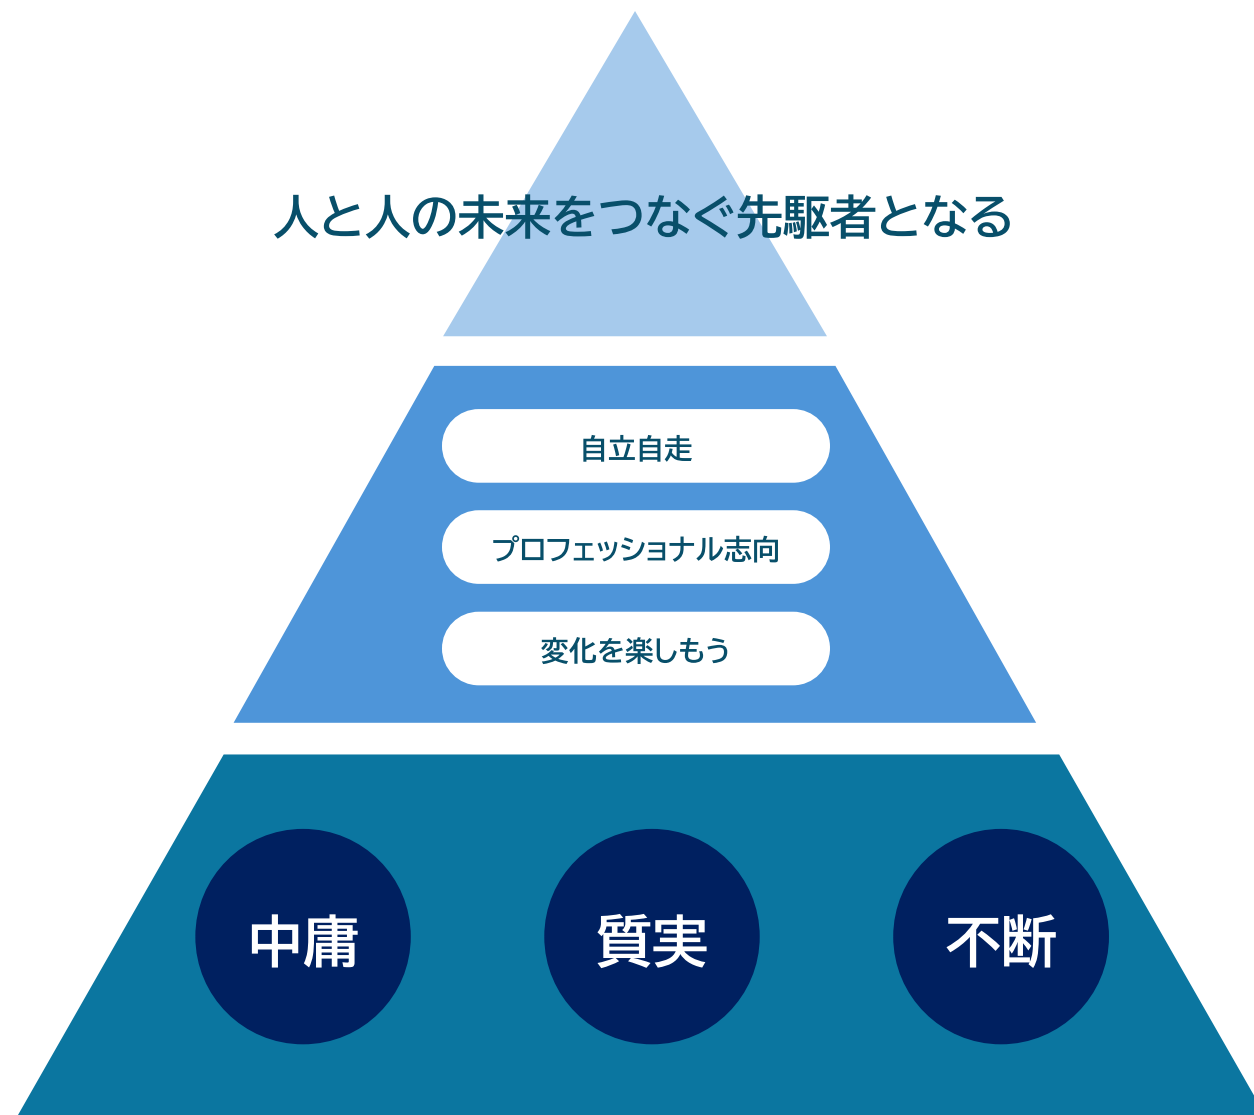 人と人の未来をつなぐ先駆者となる
自立自走
プロフェッショナル志向
変化を楽しもう
中庸
質実
不断